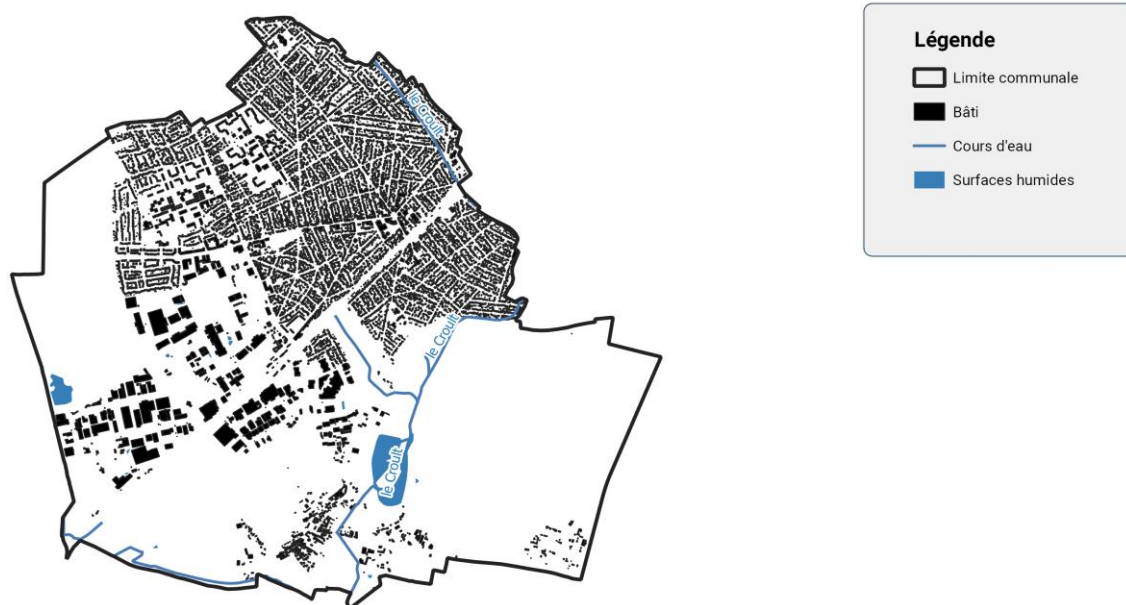 Légende
Limite communale
Bâti
Cours d'eau
Surfaces humides
le croult
le Croult
le Croult